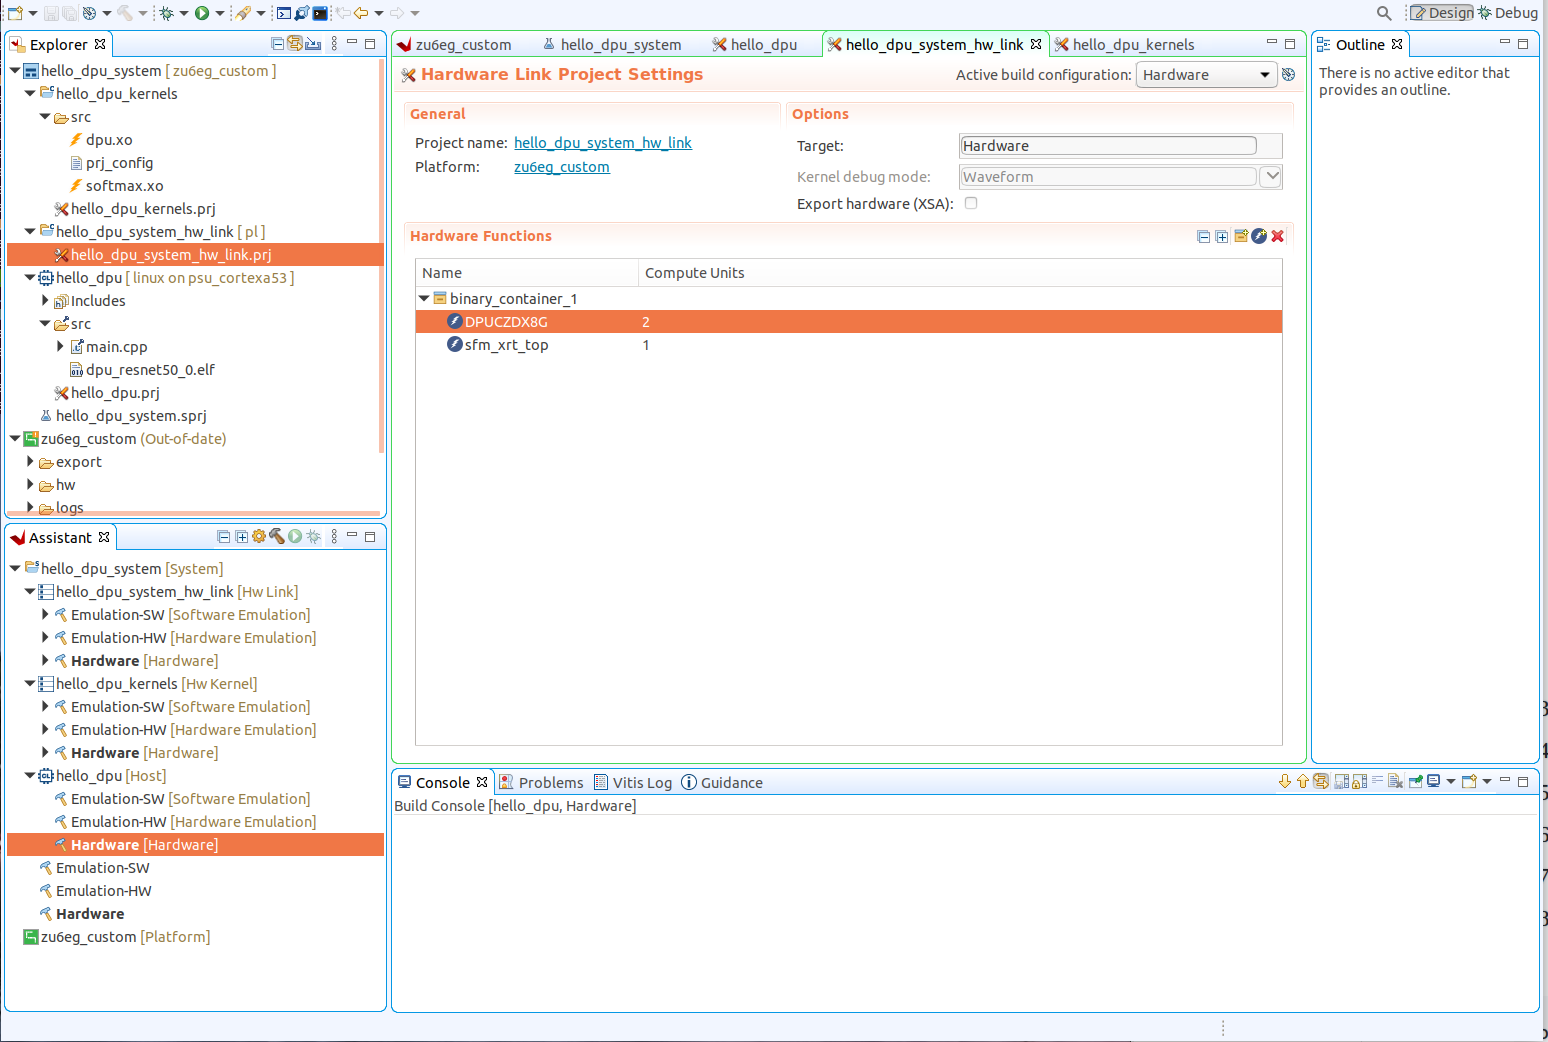 Design
Debug
Explorer
hello_dpu_system [ zu6eg_custom ]
hello_dpu_kernels
src
dpu.xo
prj_config
softmax.xo
hello_dpu_kernels.prj
hello_dpu_system_hw_link [ pl ]
hello_dpu_system_hw_link.prj
hello_dpu [ linux on psu_cortexa53 ]
Includes
src
main.cpp
dpu_resnet50_0.elf
hello_dpu.prj
hello_dpu_system.sprj
zu6eg_custom (Out-of-date)
export
hw
logs
Assistant
hello_dpu_system [System]
hello_dpu_system_hw_link [Hw Link]
Emulation-SW [Software Emulation]
Emulation-HW [Hardware Emulation]
Hardware [Hardware]
hello_dpu_kernels [Hw Kernel]
Emulation-SW [Software Emulation]
Emulation-HW [Hardware Emulation]
Hardware [Hardware]
hello_dpu [Host]
Emulation-SW [Software Emulation]
Emulation-HW [Hardware Emulation]
Hardware [Hardware]
Emulation-SW
Emulation-HW
Hardware
zu6eg_custom [Platform]
zu6eg_custom
hello_dpu_system
hello_dpu
hello_dpu_system_hw_link
hello_dpu_kernels
Hardware Link Project Settings
Active build configuration: Hardware
General
Project name: hello_dpu_system_hw_link
Platform: zu6eg_custom
Options
Target: Hardware
Kernel debug mode: Waveform
Export hardware (XSA):
Hardware Functions
Name Compute Units
binary_container_1
DPUCZDX8G 2
sfm_xrt_top 1
Outline
There is no active editor that
provides an outline.
Console
Problems
Vitis Log
Guidance
Build Console [hello_dpu, Hardware]